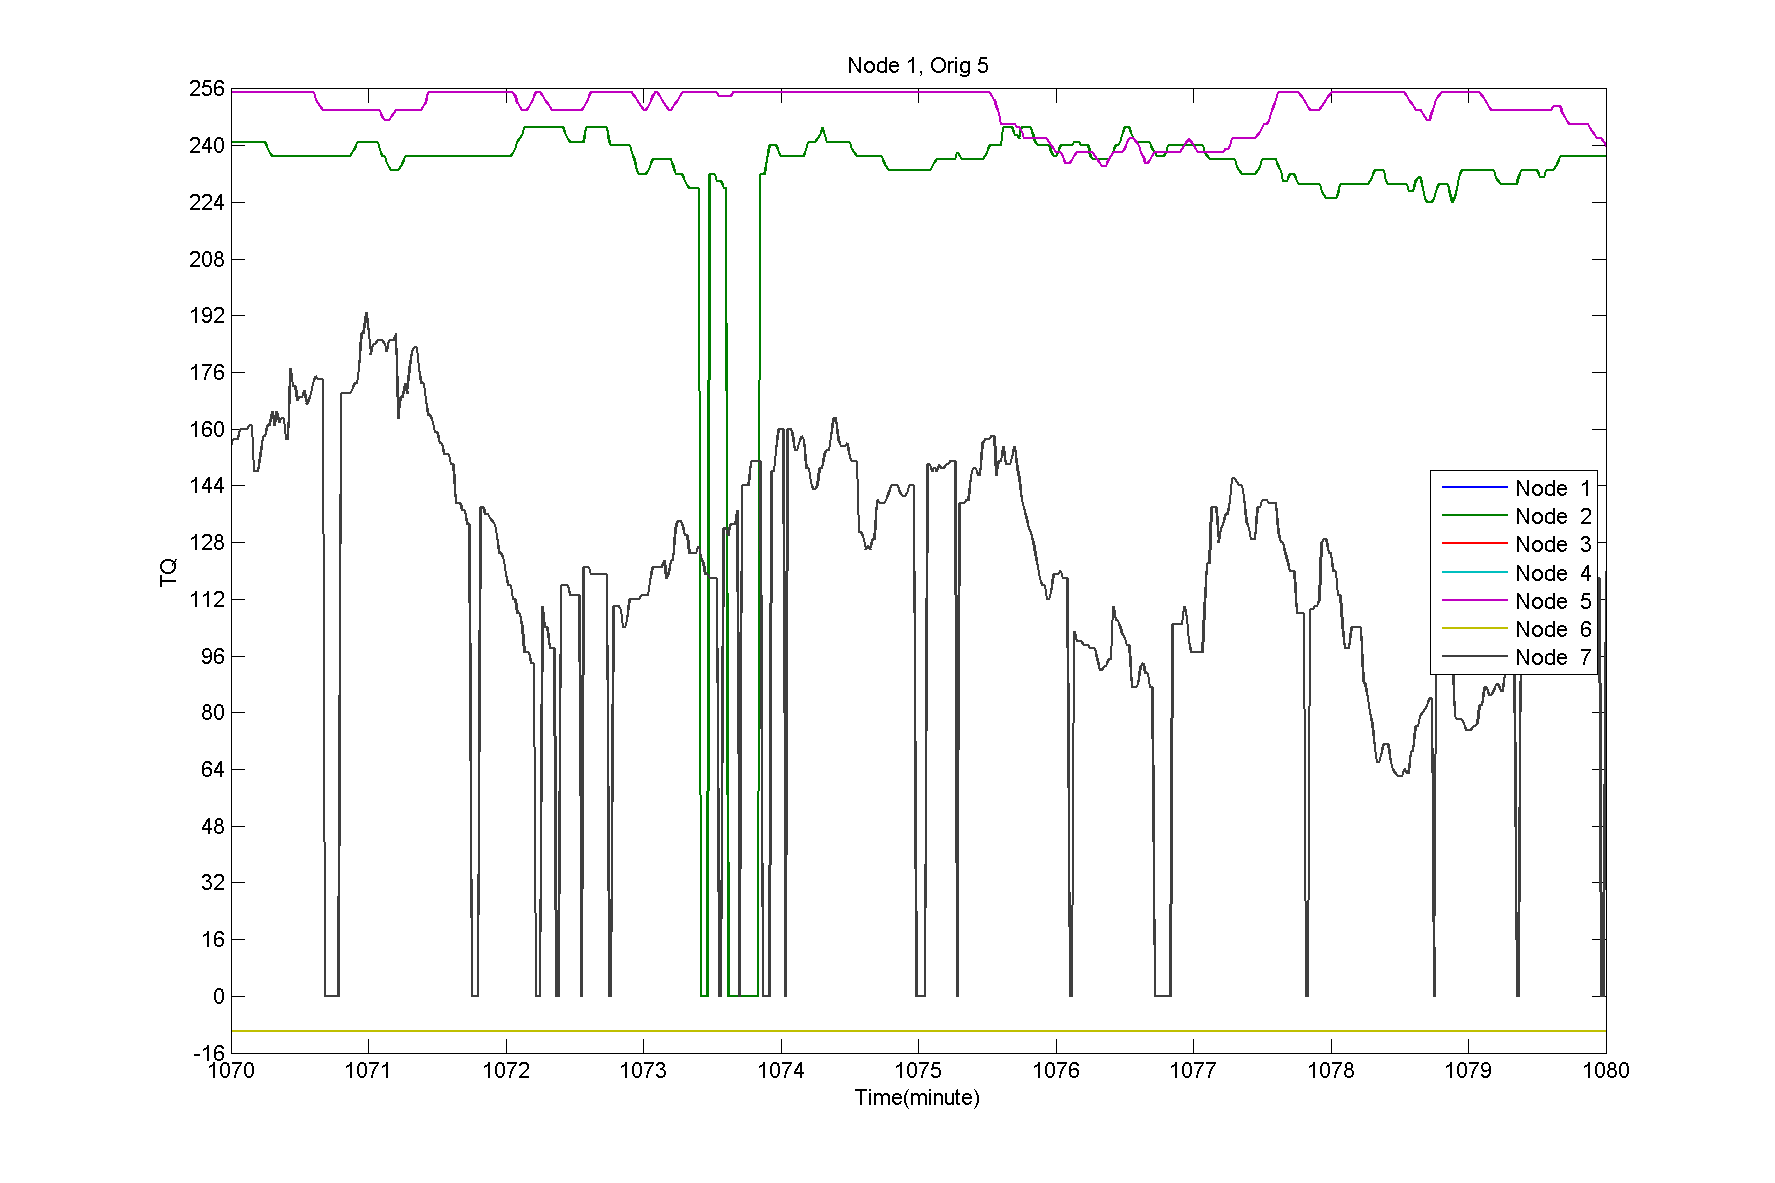 Node 1, Orig 5
256
240
224
208
192
176
160
144
128
112
96
80
64
48
32
16
0
-16
TQ
Node 1
Node 2
Node 3
Node 4
Node 5
Node 6
Node 7
1070 1071 1072 1073 1074 1075 1076 1077 1078 1079 1080
Time(minute)